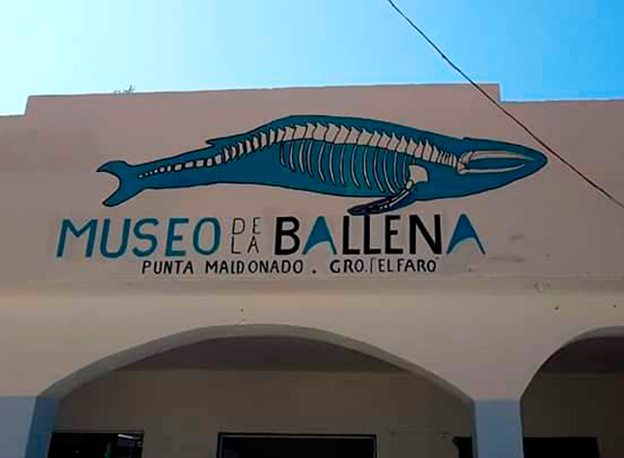 MUSEO DE LA BALLENA
PUNTA MALDONADO . GRO. "EL FARO"